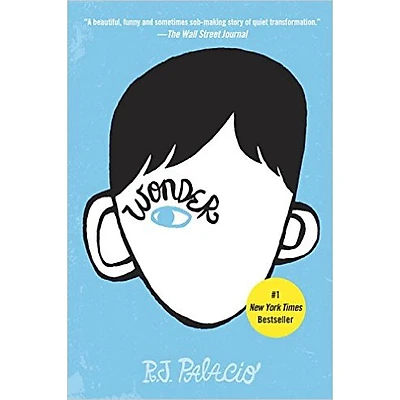 "A beautiful, funny and sometimes sob-making story of quiet transformation."
—The Wall Street Journal
WONDER
#1
New York Times
Bestseller
R.J. PALACIO